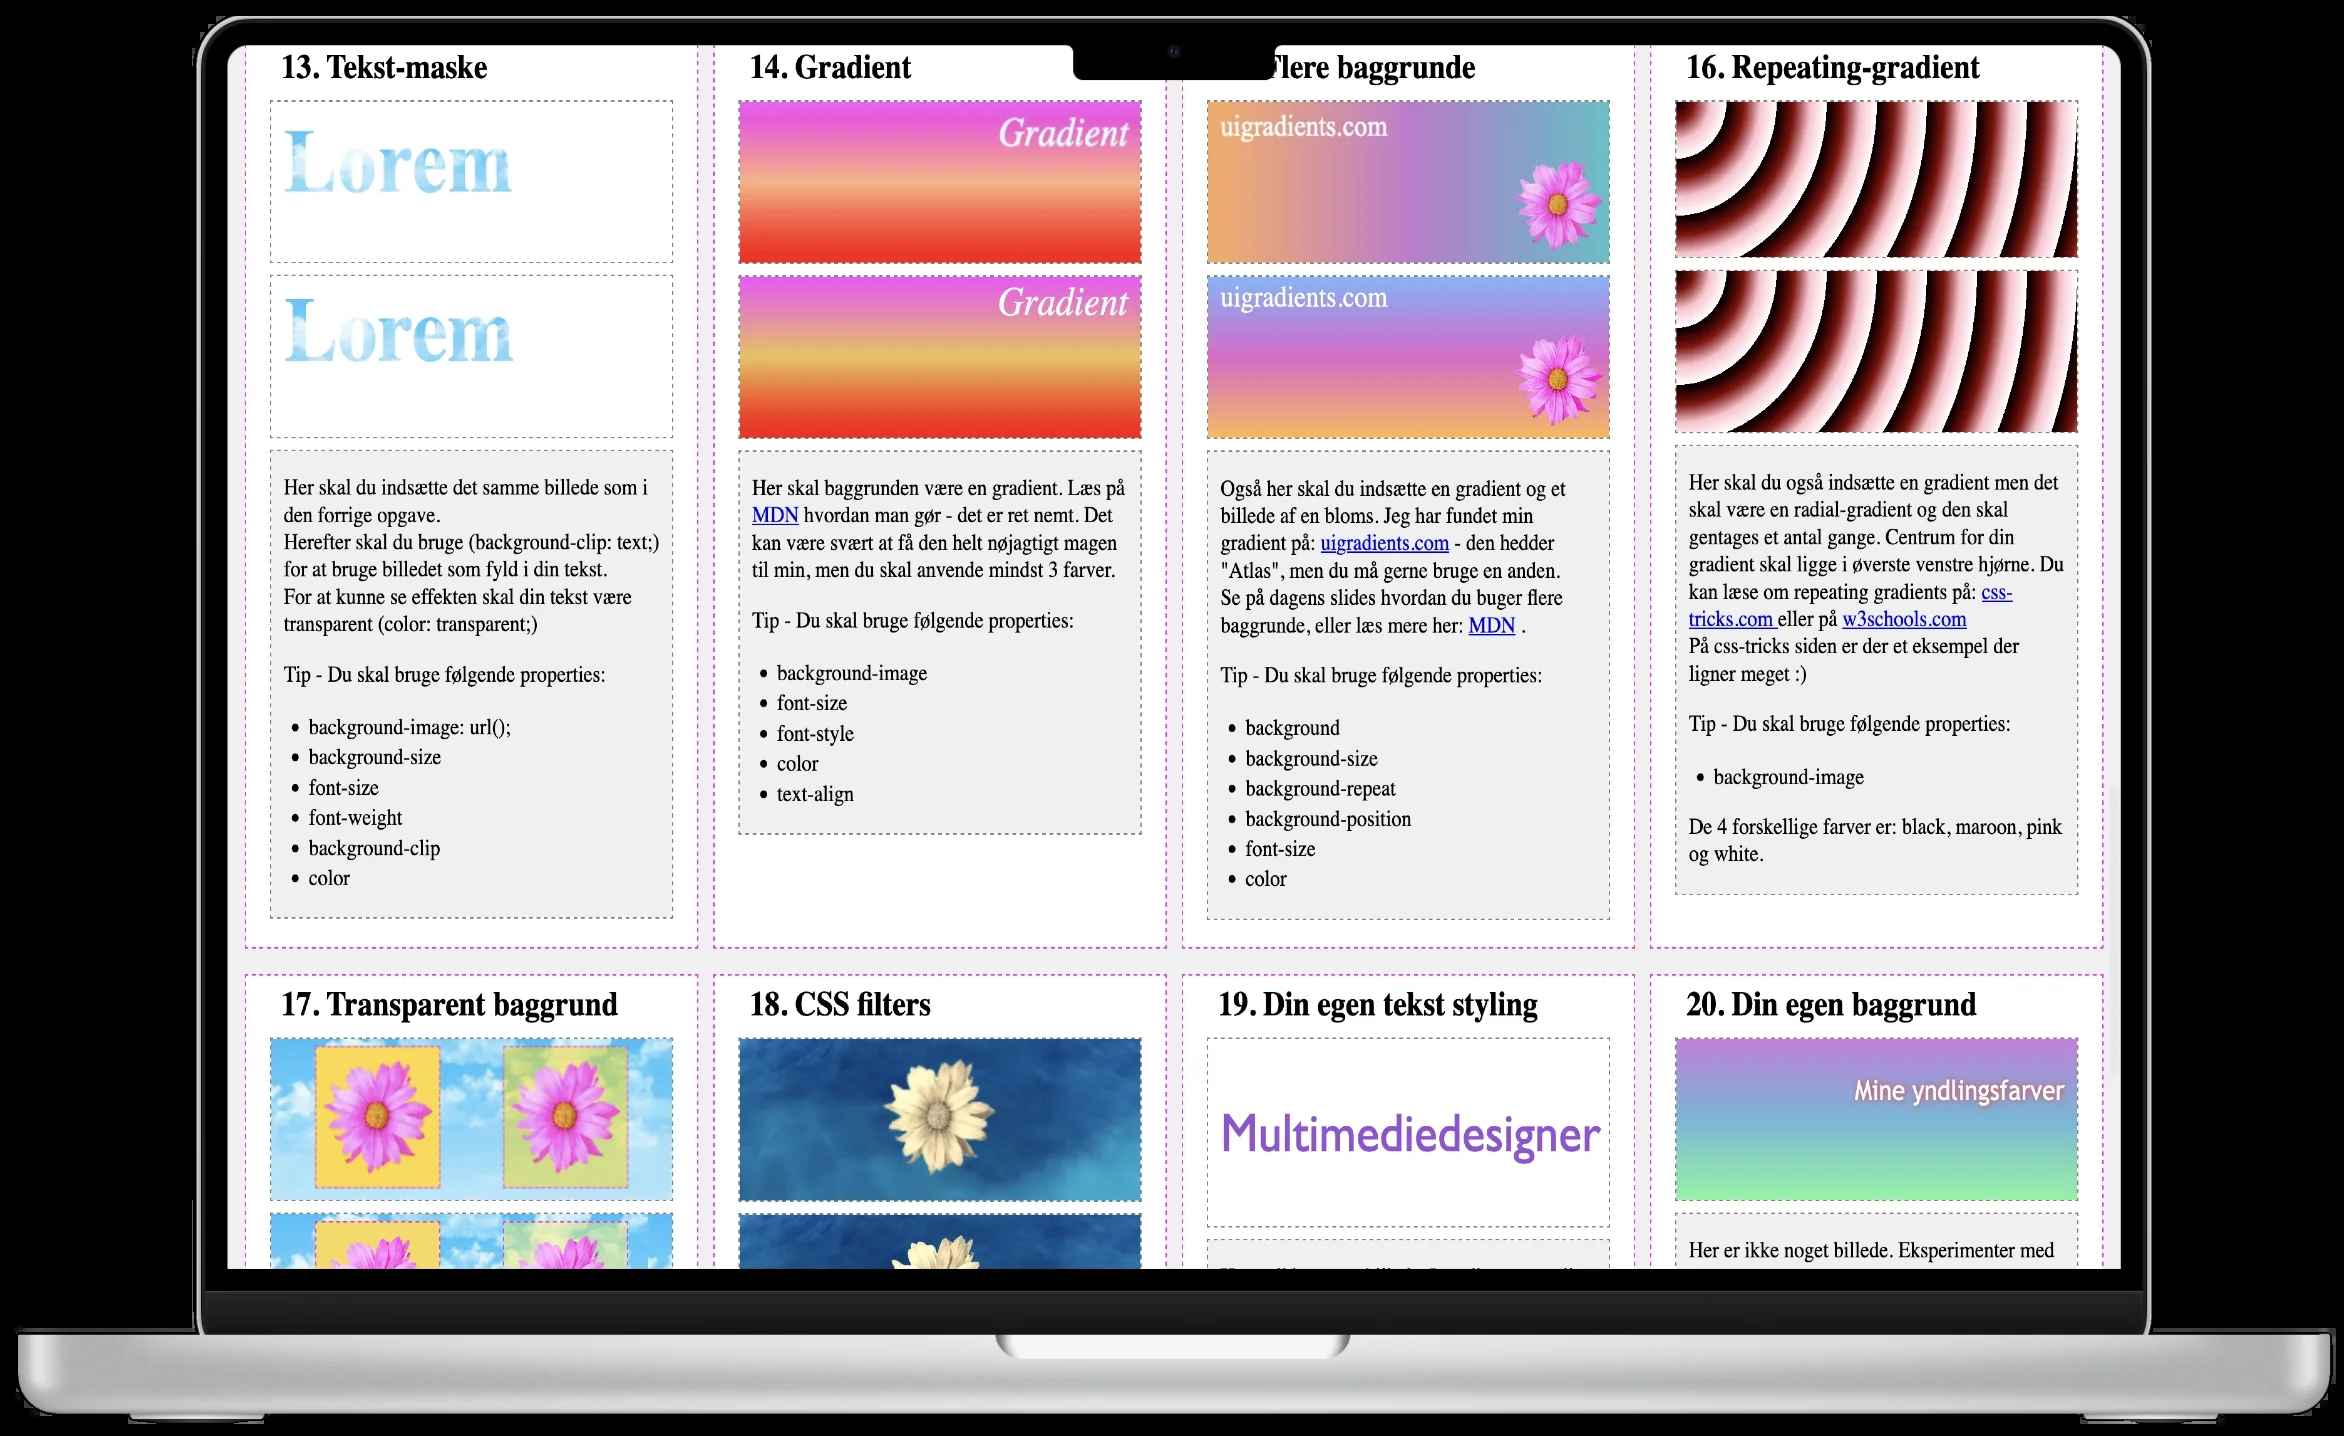 13. Tekst-maske
Lorem
Lorem
Her skal du indsætte det samme billede som i
den forrige opgave.
Herefter skal du bruge (background-clip: text;)
for at bruge billedet som fyld i din tekst.
For at kunne se effekten skal din tekst være
transparent (color: transparent;)
Tip - Du skal bruge følgende properties:
• background-image: url();
• background-size
• font-size
• font-weight
• background-clip
• color
14. Gradient
Gradient
Gradient
Her skal baggrunden være en gradient. Læs på
MDN hvordan man gør - det er ret nemt. Det
kan være svært at få den helt nøjagtigt magen
til min, men du skal anvende mindst 3 farver.
Tip - Du skal bruge følgende properties:
• background-image
• font-size
• font-style
• color
• text-align
Flere baggrunde
uigradients.com
uigradients.com
Også her skal du indsætte en gradient og et
billede af en bloms. Jeg har fundet min
gradient på: uigradients.com - den hedder
"Atlas", men du må gerne bruge en anden.
Se på dagens slides hvordan du buger flere
baggrunde, eller læs mere her: MDN .
Tip - Du skal bruge følgende properties:
• background
• background-size
• background-repeat
• background-position
• font-size
• color
16. Repeating-gradient
Her skal du også indsætte en gradient men det
skal være en radial-gradient og den skal
gentages et antal gange. Centrum for din
gradient skal ligge i øverste venstre hjørne. Du
kan læse om repeating gradients på: css-
tricks.com eller på w3schools.com
På css-tricks siden er der et eksempel der
ligner meget :)
Tip - Du skal bruge følgende properties:
• background-image
De 4 forskellige farver er: black, maroon, pink
og white.
17. Transparent baggrund
18. CSS filters
19. Din egen tekst styling
Multimediedesigner
20. Din egen baggrund
Mine yndlingsfarver
Her er ikke noget billede. Eksperimenter med